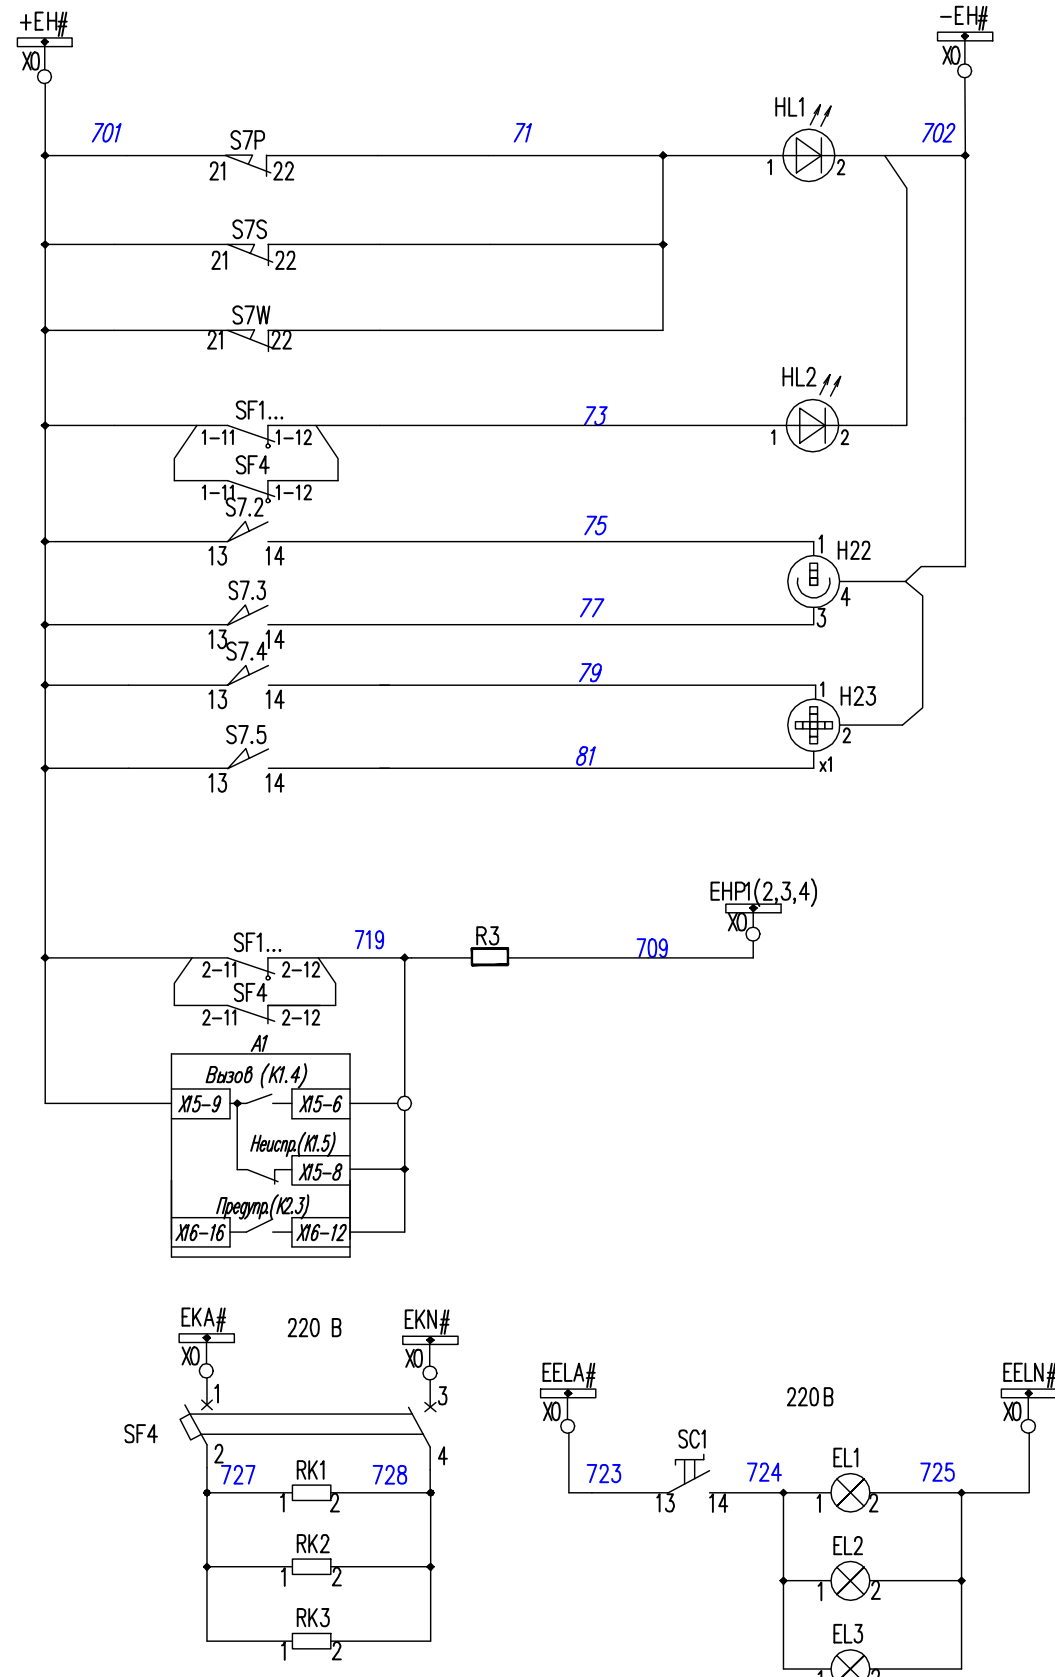 +EH#
-EH#
X0
X0
701
S7P
71
HL1
702
21
22
1
2
S7S
21
22
S7W
21
22
HL2
SF1...
73
1-11
1-12
1
2
SF4
1-11
1-12
S7.2
75
1
H22
13
14
4
S7.3
77
3
13
14
S7.4
79
1
H23
13
14
2
S7.5
81
x1
13
14
EHP1(2,3,4)
X0
SF1...
719
R3
709
2-11
2-12
SF4
2-11
2-12
A1
Вызов (K1.4)
X15-9
X15-6
Неиспр.(K1.5)
X15-8
Предупр.(K2.3)
X16-16
X16-12
EKA#
220 В
EKN#
X0
X0
1
3
SF4
2
4
727
RK1
728
1
2
RK2
1
2
RK3
1
2
EELA#
220В
EELN#
X0
X0
SC1
723
724
EL1
725
13
14
1
2
EL2
1
2
EL3
1
2